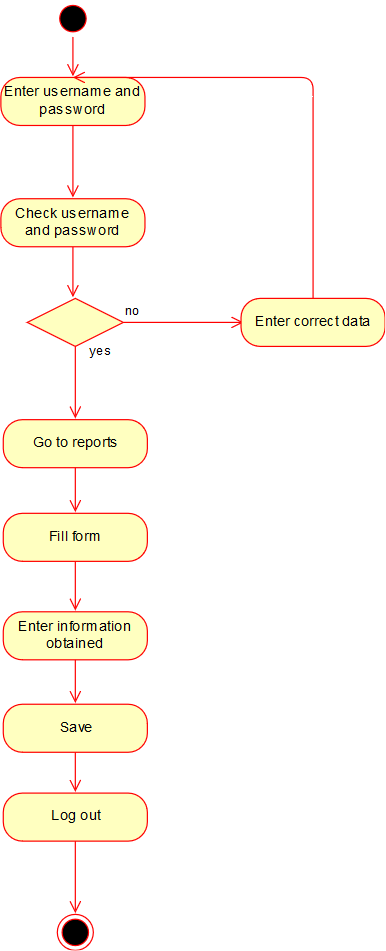 Enter username and
password
Check username
and password
no
Enter correct data
yes
Go to reports
Fill form
Enter information
obtained
Save
Log out